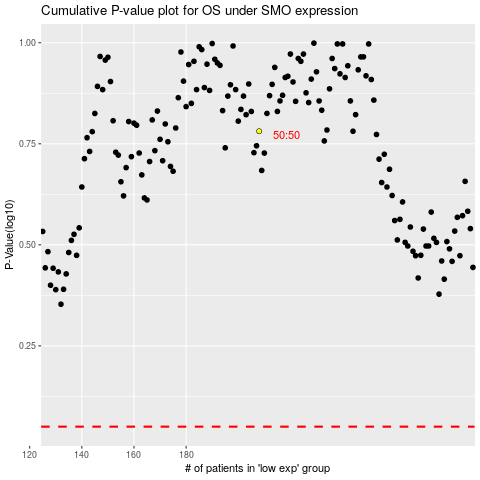 Cumulative P-value plot for OS under SMO expression
1.00
0.75
0.50
0.25
P-Value(log10)
50:50
120 124 140 160 180
# of patients in 'low exp' group